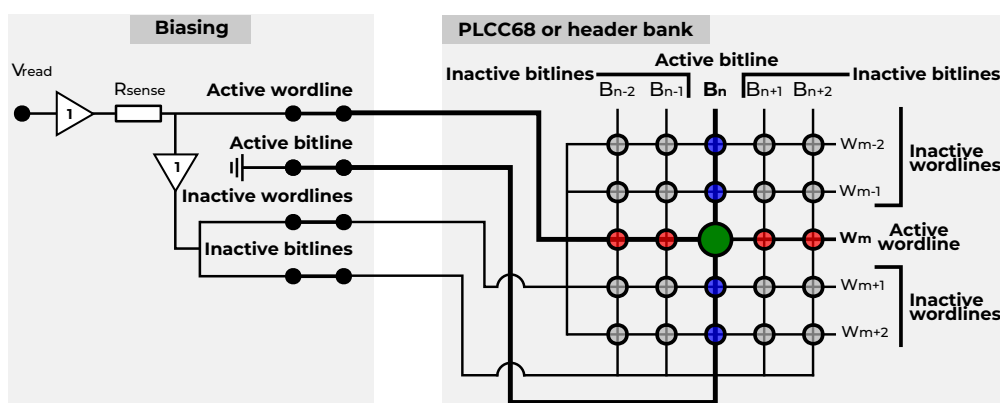 Biasing
PLCC68 or header bank
Vread
Rsense
1
1
Active wordline
Active bitline
Inactive wordlines
Inactive bitlines
Active bitline
Inactive bitlines
Inactive bitlines
Bn-2 Bn-1 Bn Bn+1 Bn+2
Wm-2
Wm-1
Wm
Wm+1
Wm+2
Inactive
wordlines
Active
wordline
Inactive
wordlines